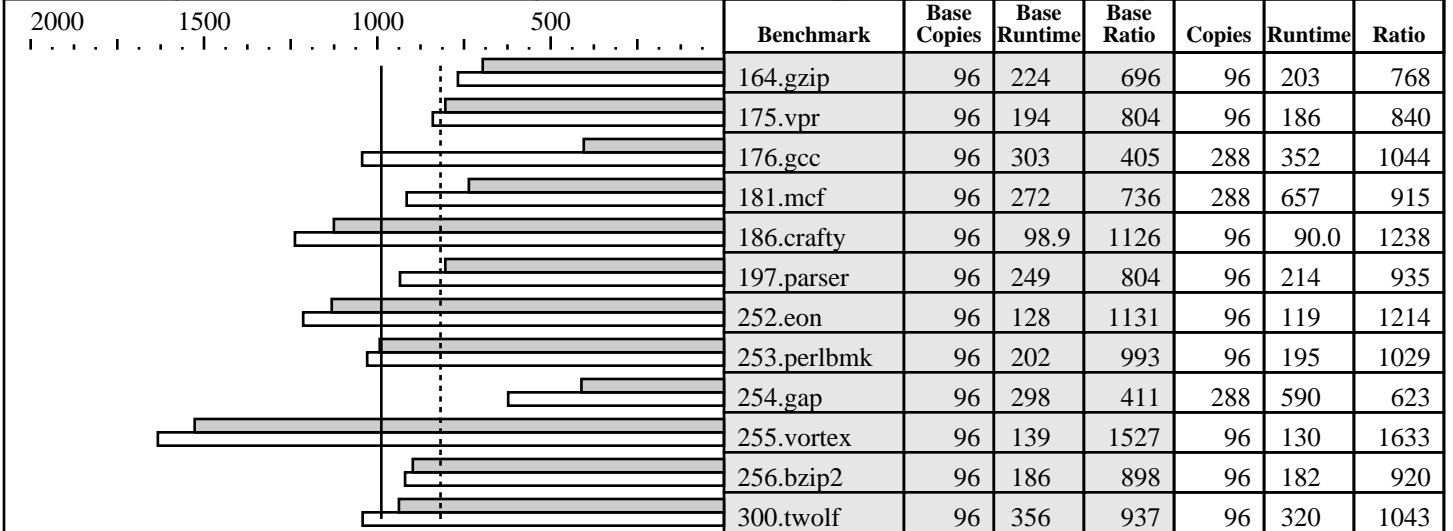 2000 1500 1000 500
Benchmark Base Copies Base Runtime Base Ratio Copies Runtime Ratio
164.gzip 96 224 696 96 203 768
175.vpr 96 194 804 96 186 840
176.gcc 96 303 405 288 352 1044
181.mcf 96 272 736 288 657 915
186.crafty 96 98.9 1126 96 90.0 1238
197.parser 96 249 804 96 214 935
252.eon 96 128 1131 96 119 1214
253.perlbmk 96 202 993 96 195 1029
254.gap 96 298 411 288 590 623
255.vortex 96 139 1527 96 130 1633
256.bzip2 96 186 898 96 182 920
300.twolf 96 356 937 96 320 1043